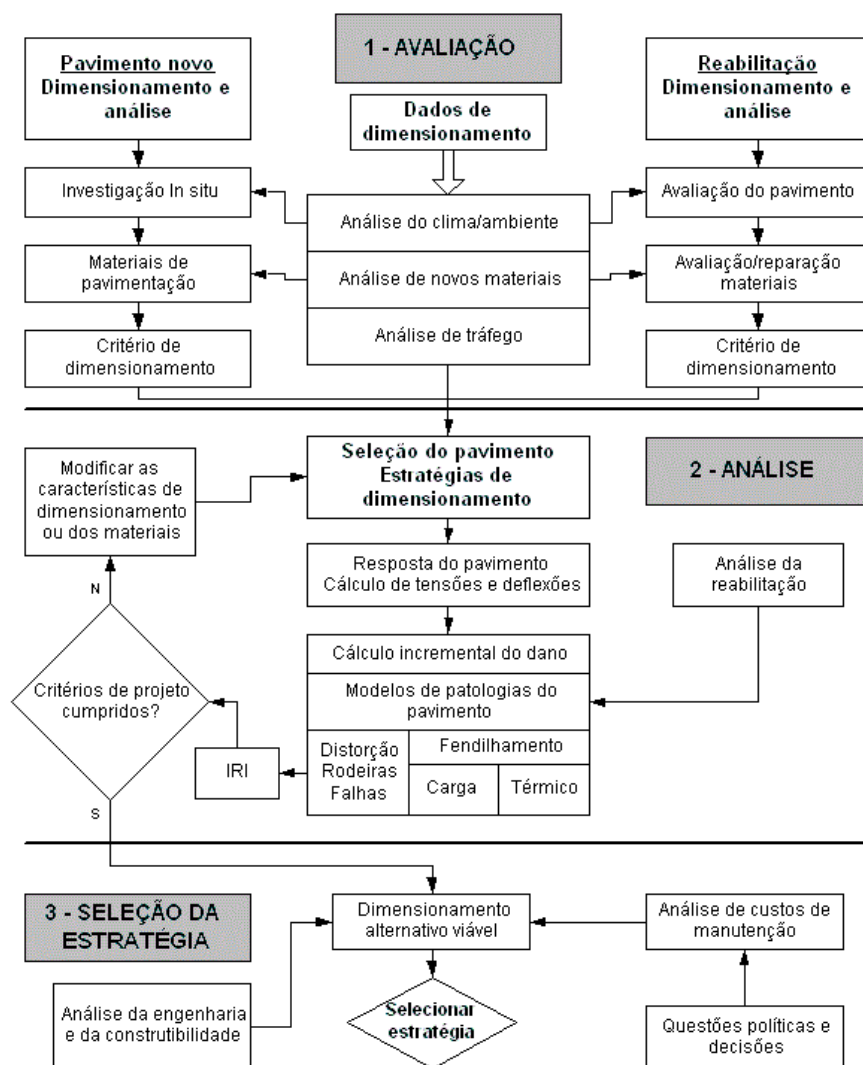 1 - AVALIAÇÃO
Pavimento novo
Dimensionamento e
análise
Dados de
dimensionamento
Reabilitação
Dimensionamento e
análise
Investigação In situ
Análise do clima/ambiente
Avaliação do pavimento
Materiais de
pavimentação
Análise de novos materiais
Avaliação/reparação
materiais
Análise de tráfego
Critério de
dimensionamento
Critério de
dimensionamento
2 - ANÁLISE
Modificar as
características de
dimensionamento
ou dos materiais
Seleção do pavimento
Estratégias de
dimensionamento
Resposta do pavimento
Cálculo de tensões e deflexões
Análise da
reabilitação
N
Critérios de projeto
cumpridos?
Cálculo incremental do dano
Modelos de patologias do
pavimento
Distorção
Rodeiras
Falhas
Fendilhamento
Carga
Térmico
IRI
S
3 - SELEÇÃO DA
ESTRATÉGIA
Dimensionamento
alternativo viável
Análise de custos de
manutenção
Análise da engenharia
e da construtibilidade
Selecionar
estratégia
Questões políticas e
decisões